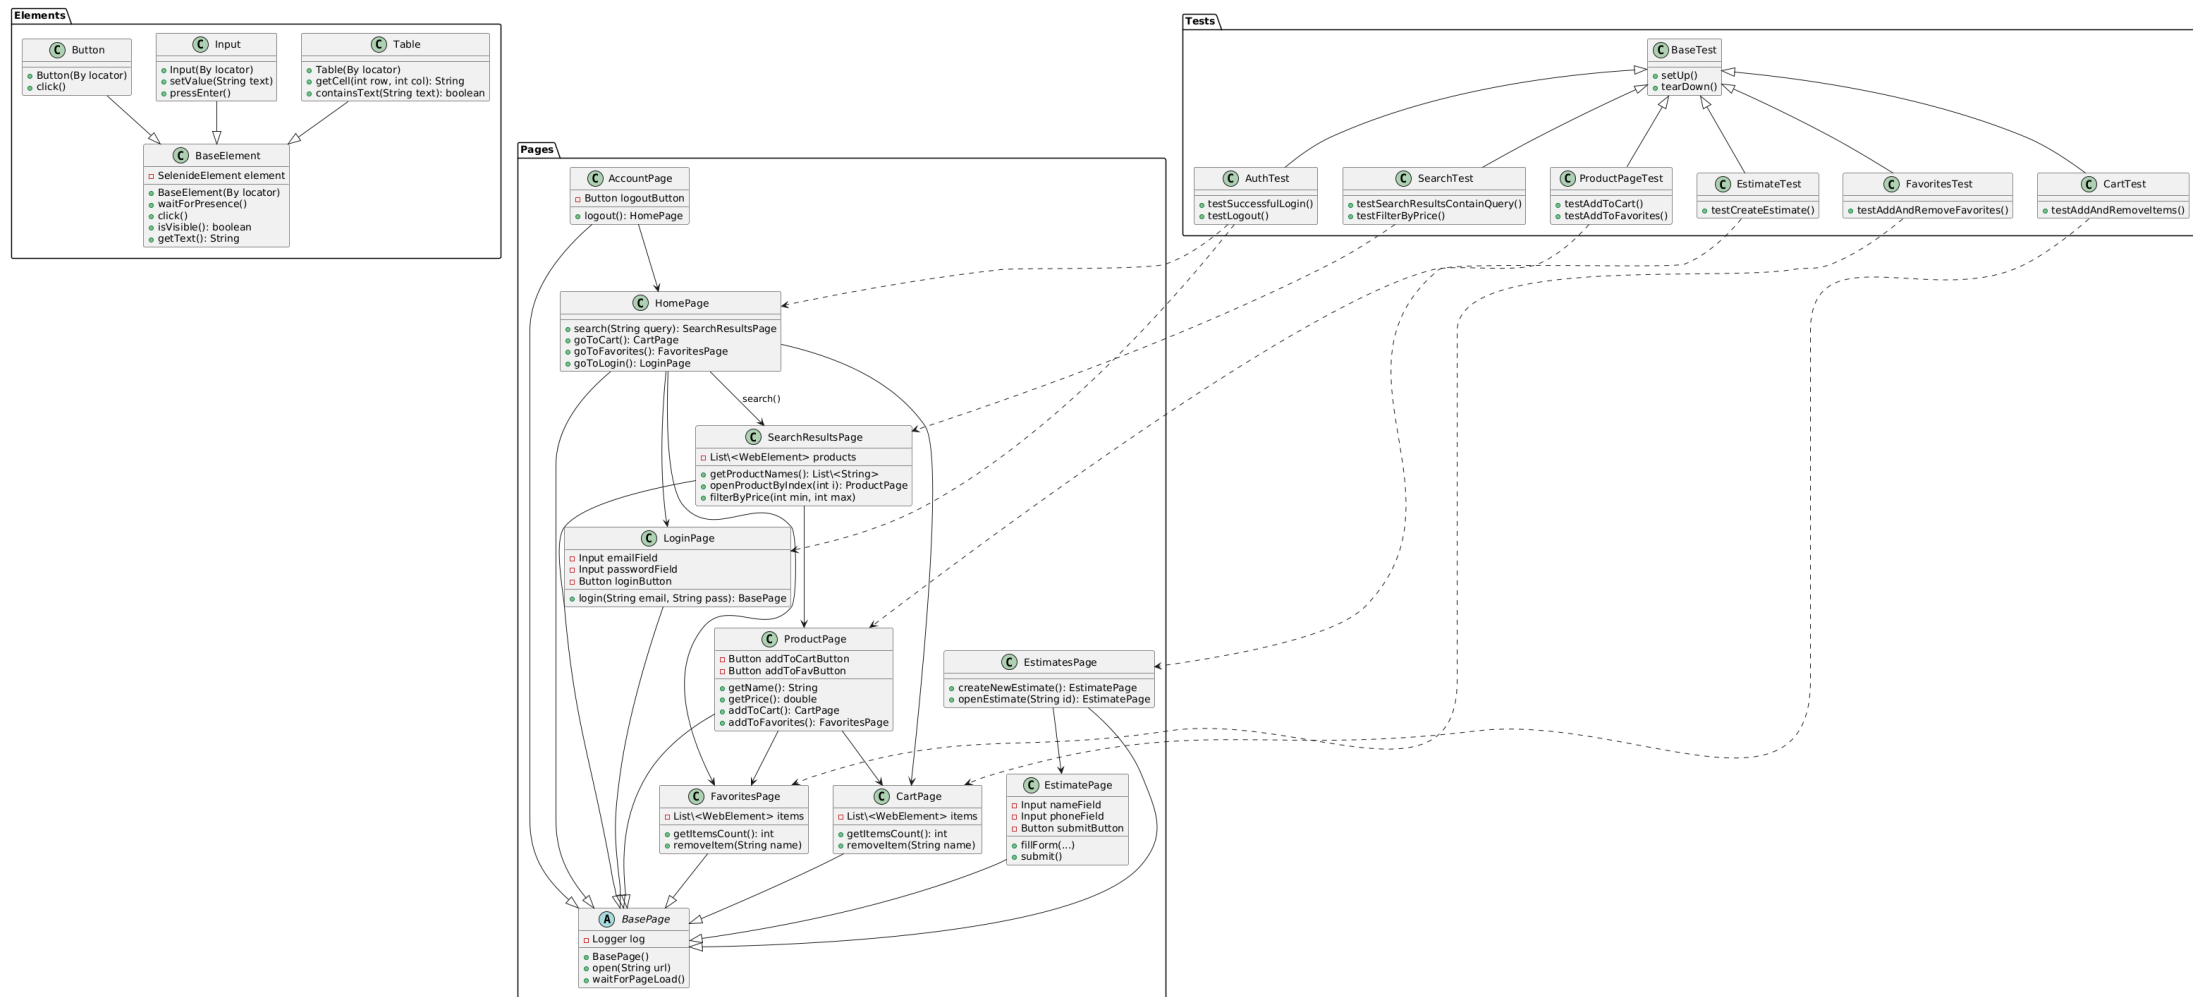 Elements
C Button
Button(By locator)
click()
C Input
Input(By locator)
setValue(String text)
pressEnter()
C Table
Table(By locator)
getCell(int row, int col): String
containsText(String text): boolean
C BaseElement
SelenideElement element
BaseElement(By locator)
waitForPresence()
click()
isVisible(): boolean
getText(): String
Tests
C BaseTest
setUp()
tearDown()
C AuthTest
testSuccessfulLogin()
testLogout()
C SearchTest
testSearchResultsContainQuery()
testFilterByPrice()
C ProductPageTest
testAddToCart()
testAddToFavorites()
C EstimateTest
testCreateEstimate()
C FavoritesTest
testAddAndRemoveFavorites()
C CartTest
testAddAndRemoveItems()
Pages
C AccountPage
Button logoutButton
logout(): HomePage
C HomePage
search(String query): SearchResultsPage
goToCart(): CartPage
goToFavorites(): FavoritesPage
goToLogin(): LoginPage
search()
C SearchResultsPage
List\<WebElement> products
getProductNames(): List\<String>
openProductByIndex(int i): ProductPage
filterByPrice(int min, int max)
C LoginPage
Input emailField
Input passwordField
Button loginButton
login(String email, String pass): BasePage
C ProductPage
Button addToCartButton
Button addToFavButton
getName(): String
getPrice(): double
addToCart(): CartPage
addToFavorites(): FavoritesPage
C EstimatesPage
createNewEstimate(): EstimatePage
openEstimate(String id): EstimatePage
C FavoritesPage
List\<WebElement> items
getItemsCount(): int
removeItem(String name)
C CartPage
List\<WebElement> items
getItemsCount(): int
removeItem(String name)
C EstimatePage
Input nameField
Input phoneField
Button submitButton
fillForm(...)
submit()
A BasePage
Logger log
BasePage()
open(String url)
waitForPageLoad()